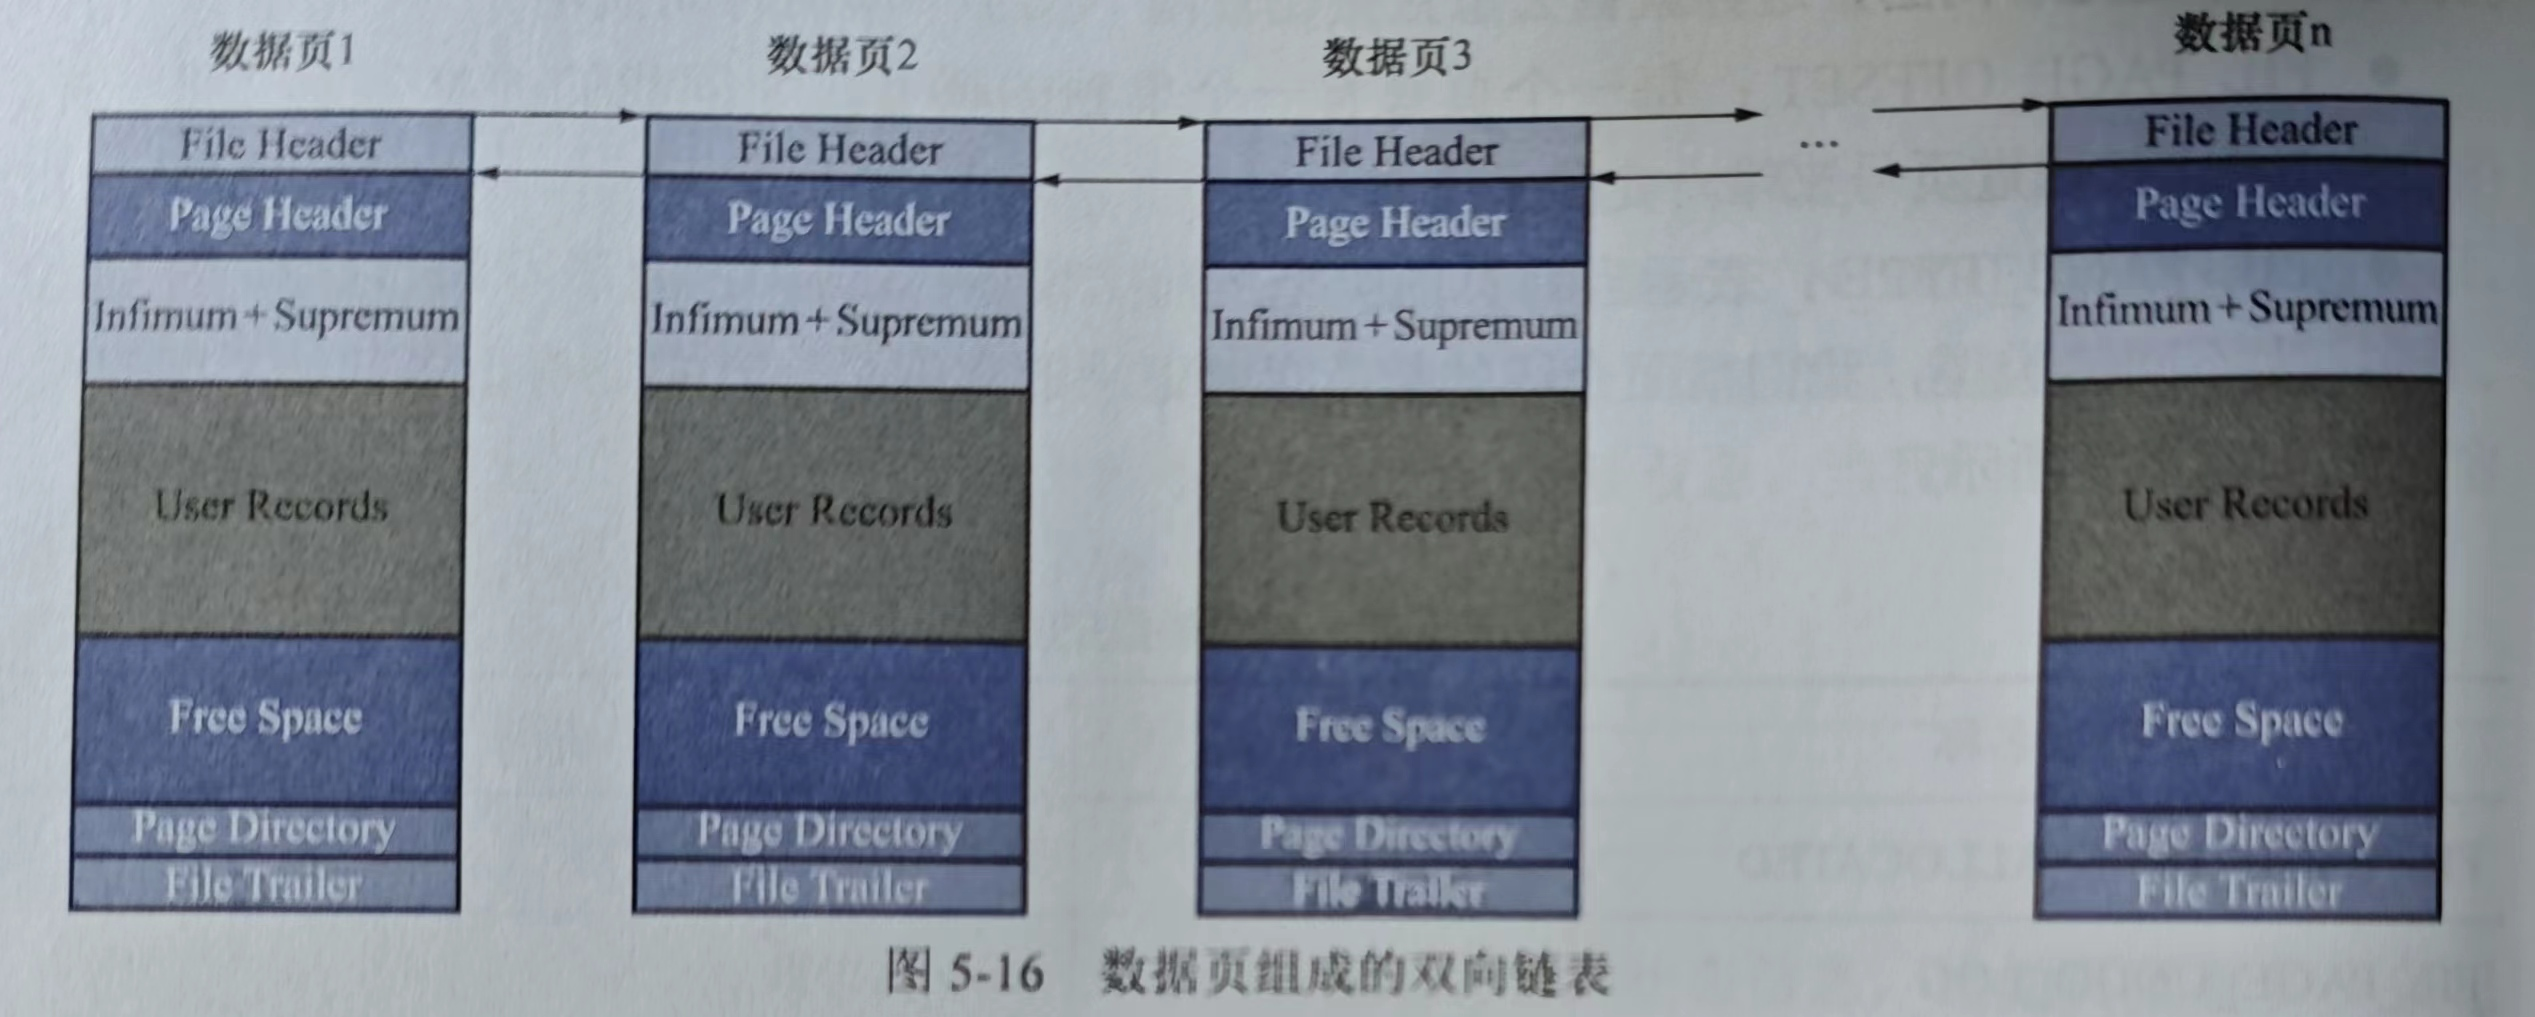 数据页1
数据页2
数据页3
数据页n
File Header
File Header
File Header
...
File Header
Page Header
Page Header
Page Header
Page Header
Infimum+Supremum
Infimum+Supremum
Infimum+Supremum
Infimum+Supremum
User Records
User Records
User Records
User Records
Free Space
Free Space
Free Space
Free Space
Page Directory
Page Directory
Page Directory
Page Directory
File Trailer
File Trailer
File Trailer
File Trailer
图 5-16 数据页组成的双向链表